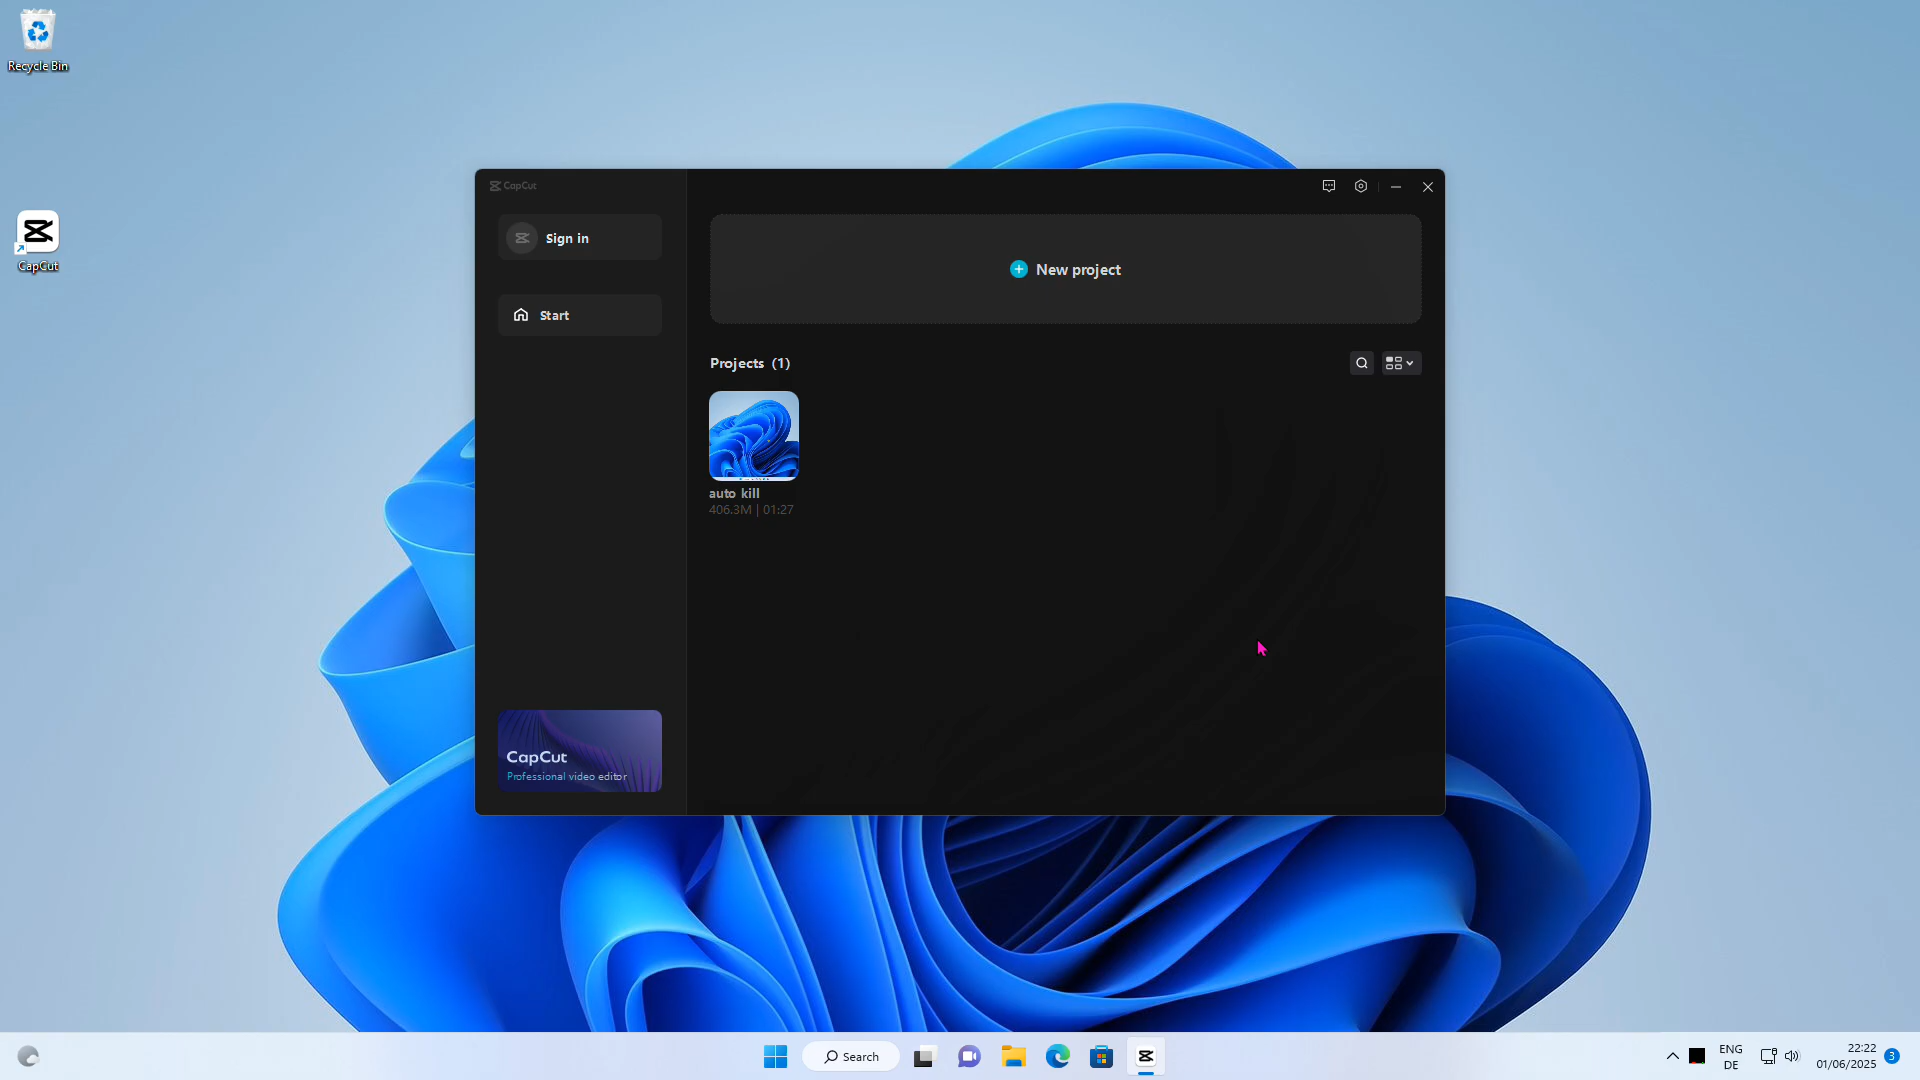 Recycle Bin
CapCut
CapCut
Sign in
Start
New project
Projects (1)
auto kill
406.3M | 01:27
CapCut
Professional video editor
Search
ENG
DE
22:22
01/06/2025
3